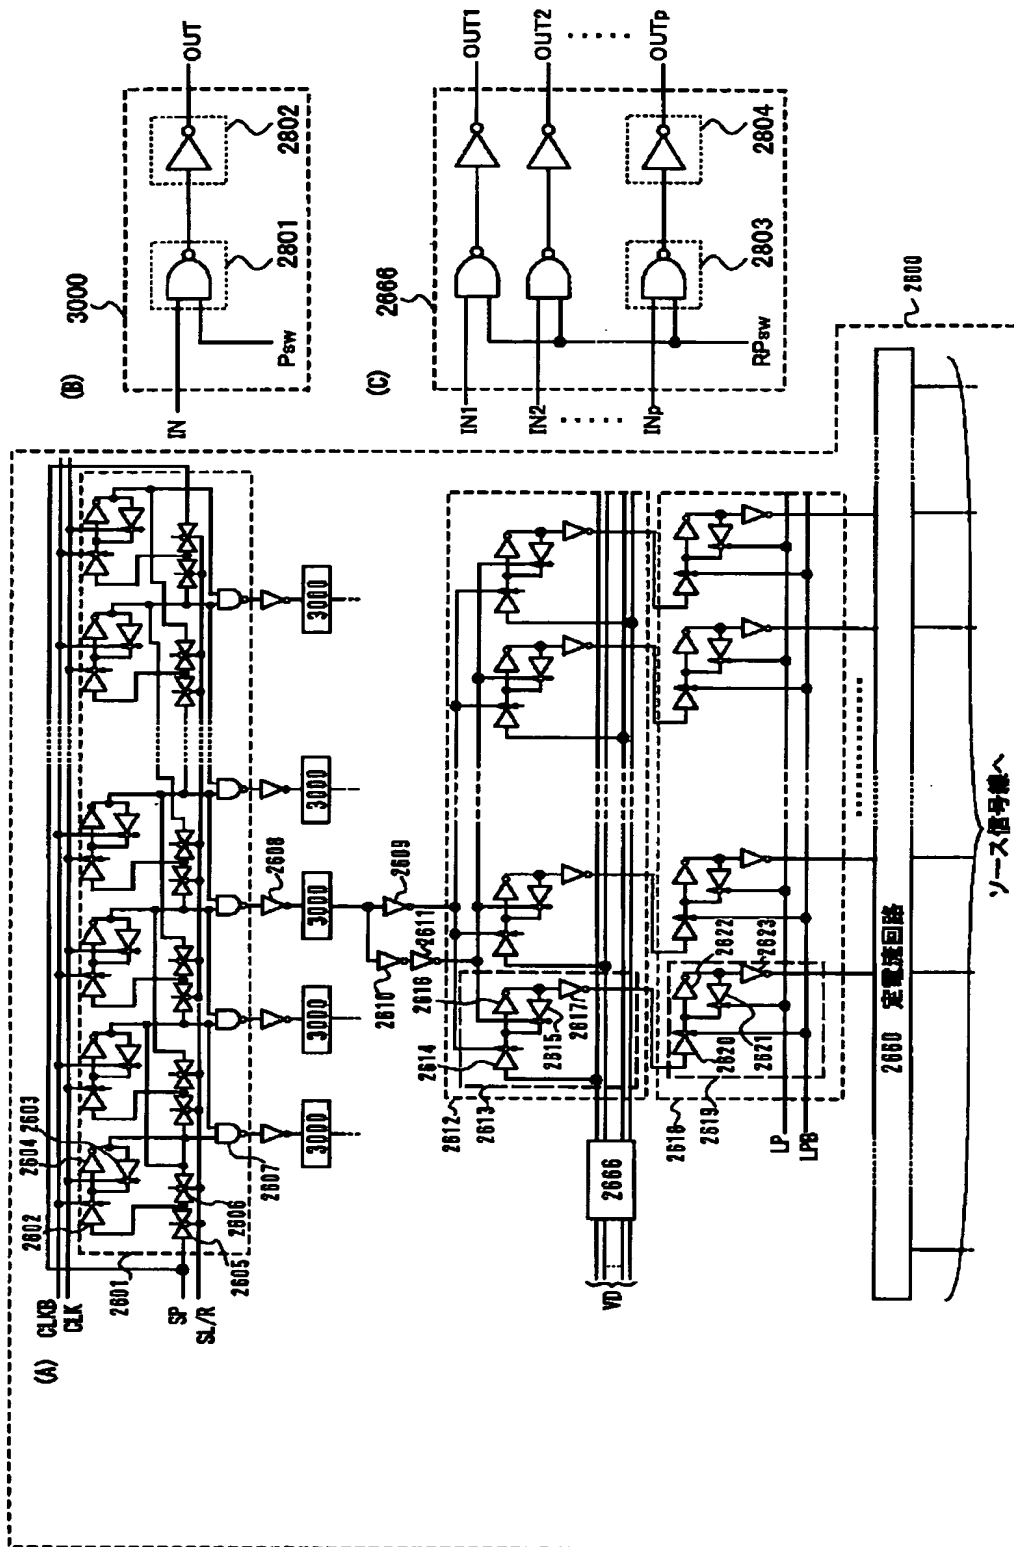 (A)
CLKB
CLK
SP
SL/R
2601
2602
2604
2603
2605
2606
2607
3000
3000
3000
2608
3000
3000
2610
2611
2609
2612
2613
2614
2616
2615
2617
VD
2666
2618
2619
2620
2621
2622
2623
LP
LPB
2660 定電流回路
2600
ソース信号線へ
(B)
3000
IN
Psw
2801
2802
OUT
(C)
2666
IN1
IN2
INp
RPsw
2803
2804
OUT1
OUT2
OUTp